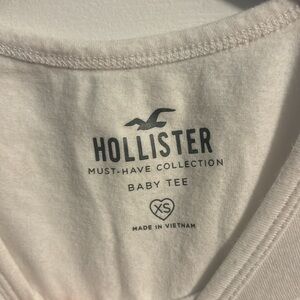 HOLLISTER
MUST-HAVE COLLECTION
BABY TEE
XS
MADE IN VIETNAM